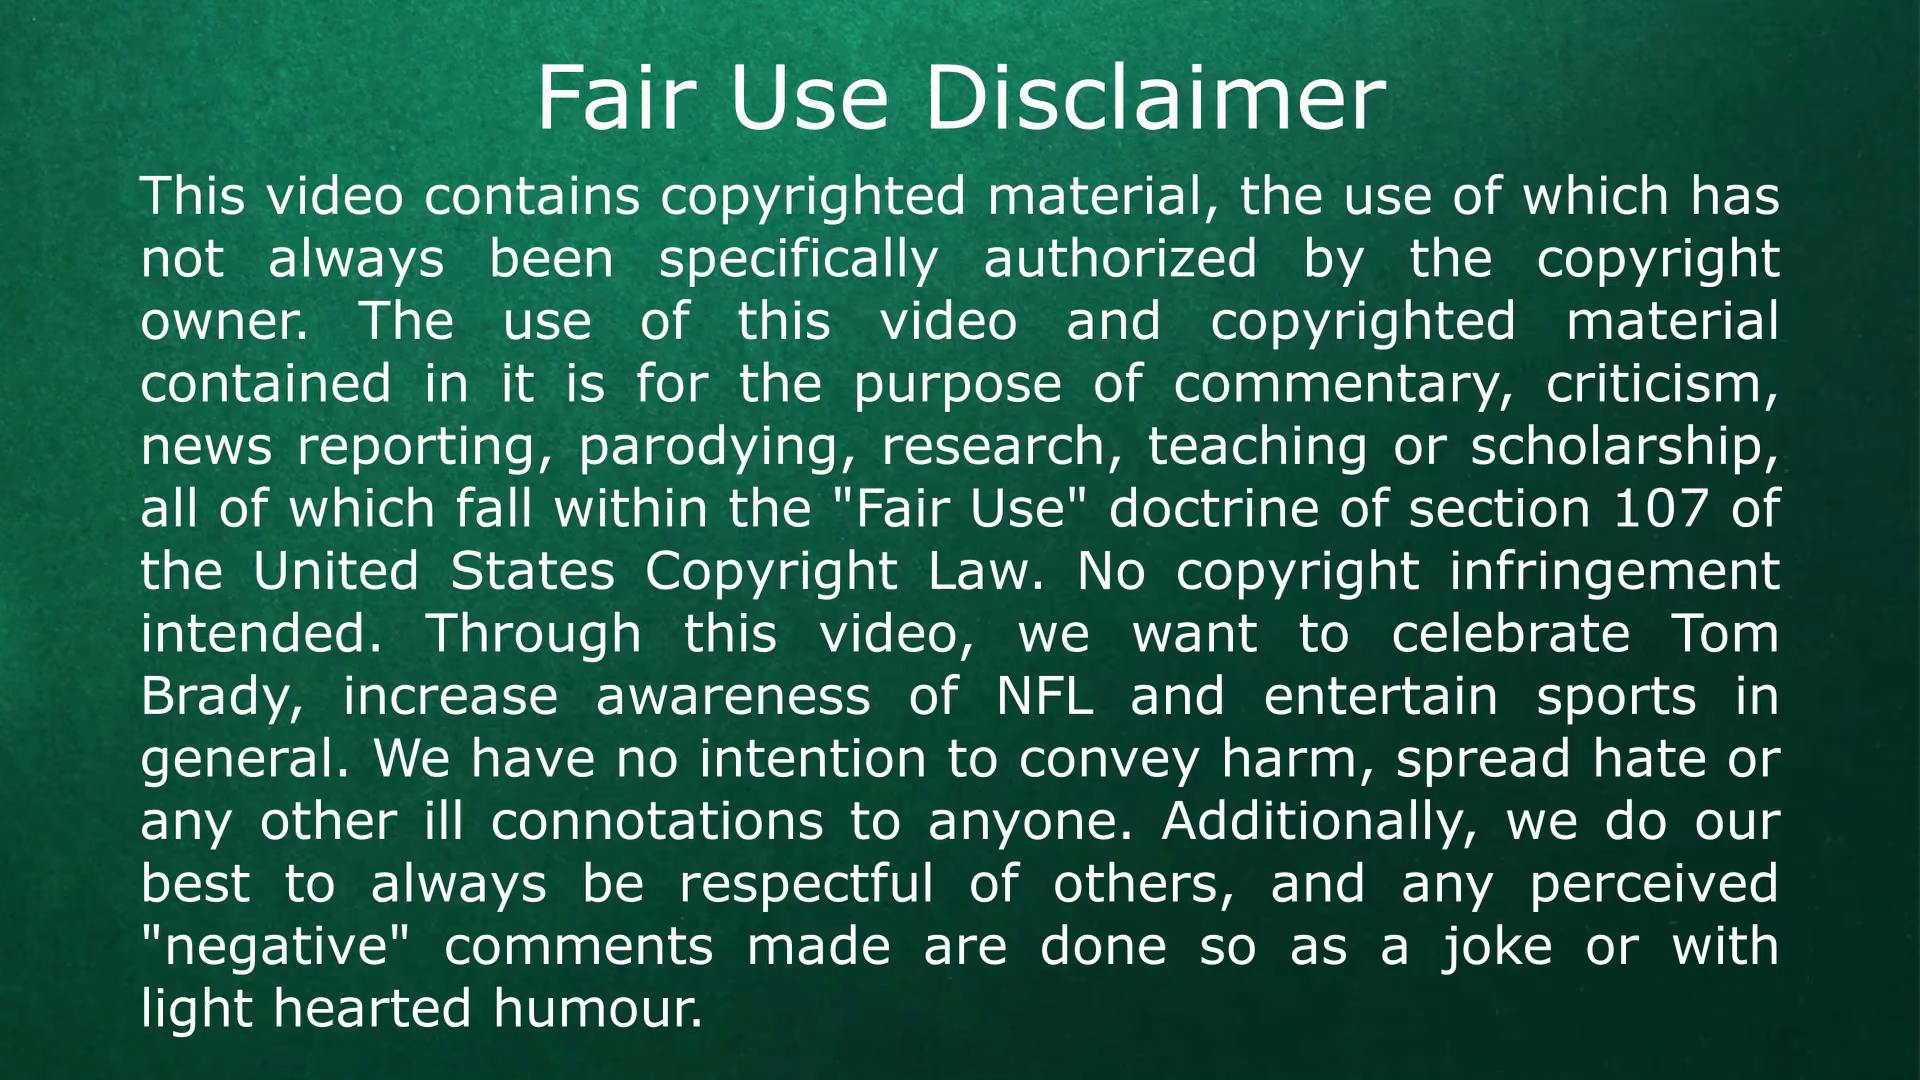 Fair Use Disclaimer
This video contains copyrighted material, the use of which has
not always been specifically authorized by the copyright
owner. The use of this video and copyrighted material
contained in it is for the purpose of commentary, criticism,
news reporting, parodying, research, teaching or scholarship,
all of which fall within the "Fair Use" doctrine of section 107 of
the United States Copyright Law. No copyright infringement
intended. Through this video, we want to celebrate Tom
Brady, increase awareness of NFL and entertain sports in
general. We have no intention to convey harm, spread hate or
any other ill connotations to anyone. Additionally, we do our
best to always be respectful of others, and any perceived
"negative" comments made are done so as a joke or with
light hearted humour.